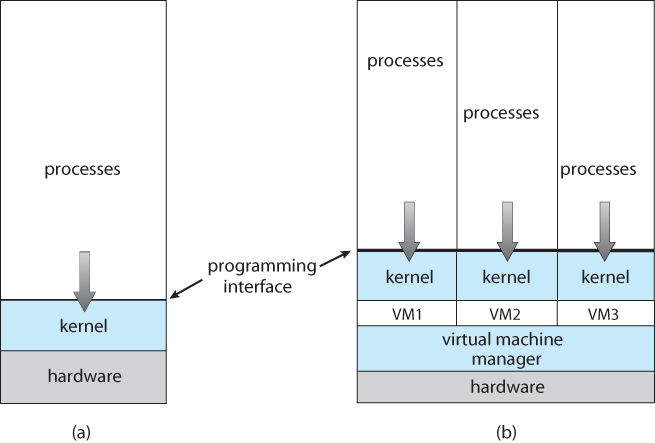 processes
kernel
hardware
(a)
programming
interface
processes
processes
processes
kernel
kernel
kernel
VM1
VM2
VM3
virtual machine
manager
hardware
(b)